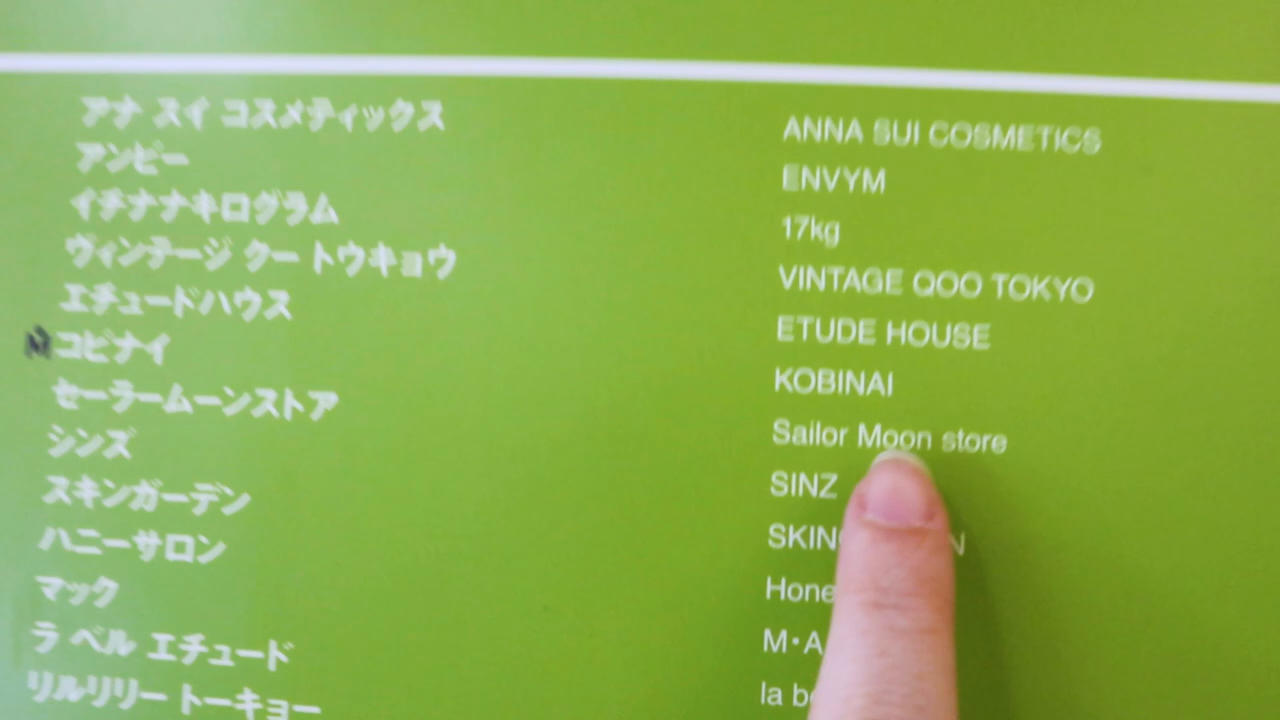 アナ スイ コスメティックス ANNA SUI COSMETICS
アンビー ENVYM
イチナナキログラム 17kg
ヴィンテージ クー トウキョウ VINTAGE QOO TOKYO
エチュードハウス ETUDE HOUSE
コビナイ KOBINAI
セーラームーンストア Sailor Moon store
シンズ SINZ
スキンガーデン
ハニーサロン
マック
ラ ベル エチュード la
リルリリー トーキョー